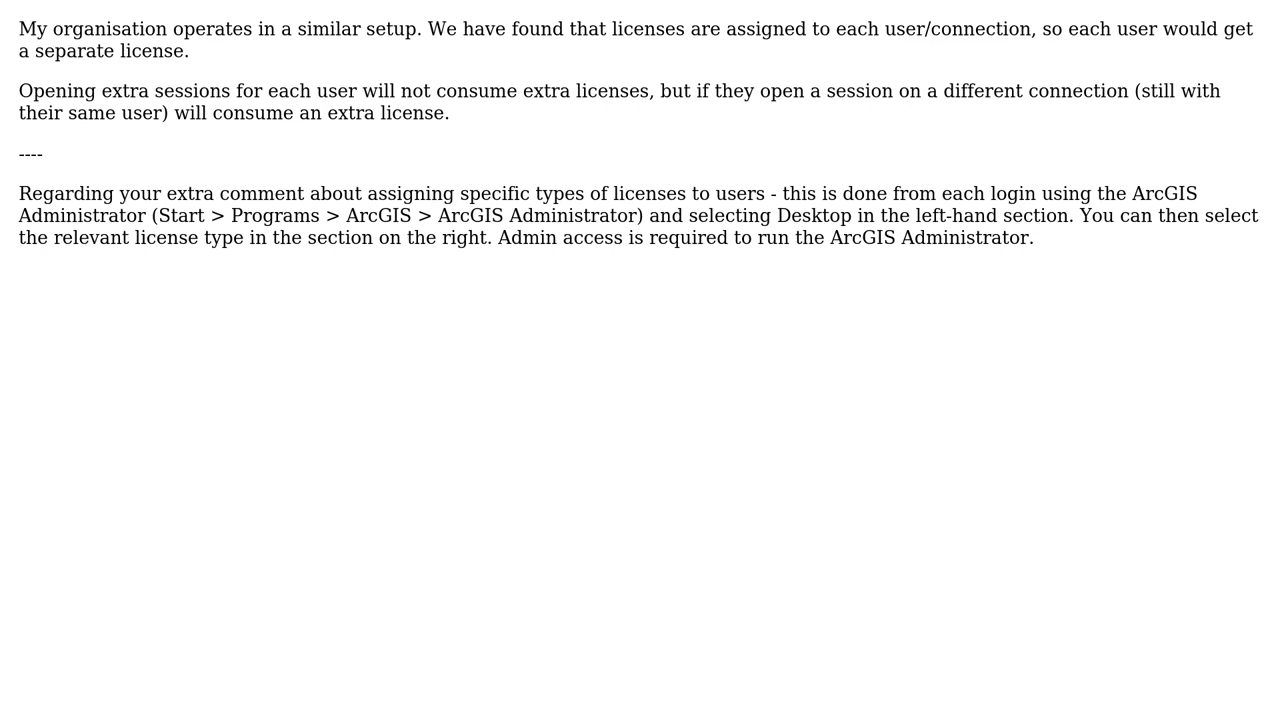 My organisation operates in a similar setup. We have found that licenses are assigned to each user/connection, so each user would get
a separate license.
Opening extra sessions for each user will not consume extra licenses, but if they open a session on a different connection (still with
their same user) will consume an extra license.
----
Regarding your extra comment about assigning specific types of licenses to users - this is done from each login using the ArcGIS
Administrator (Start > Programs > ArcGIS > ArcGIS Administrator) and selecting Desktop in the left-hand section. You can then select
the relevant license type in the section on the right. Admin access is required to run the ArcGIS Administrator.